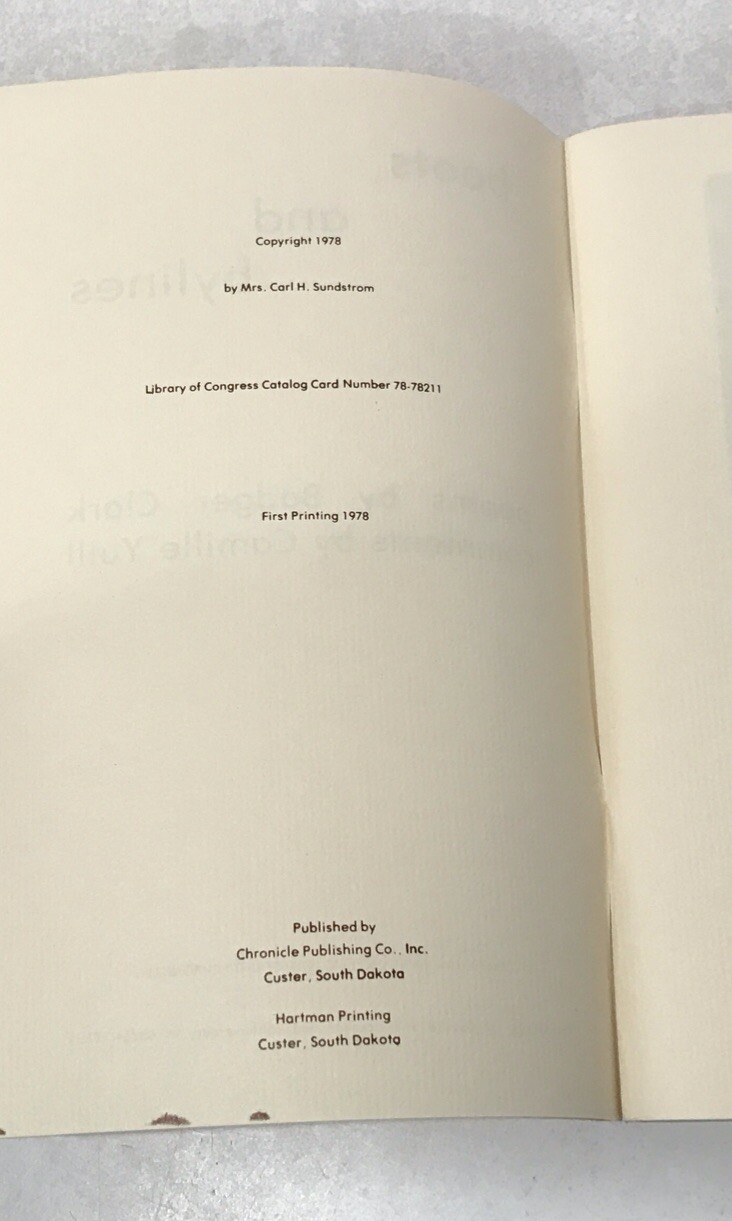 Copyright 1978
by Mrs. Carl H. Sundstrom
Library of Congress Catalog Card Number 78-78211
First Printing 1978
Published by
Chronicle Publishing Co., Inc.
Custer, South Dakota
Hartman Printing
Custer, South Dakota